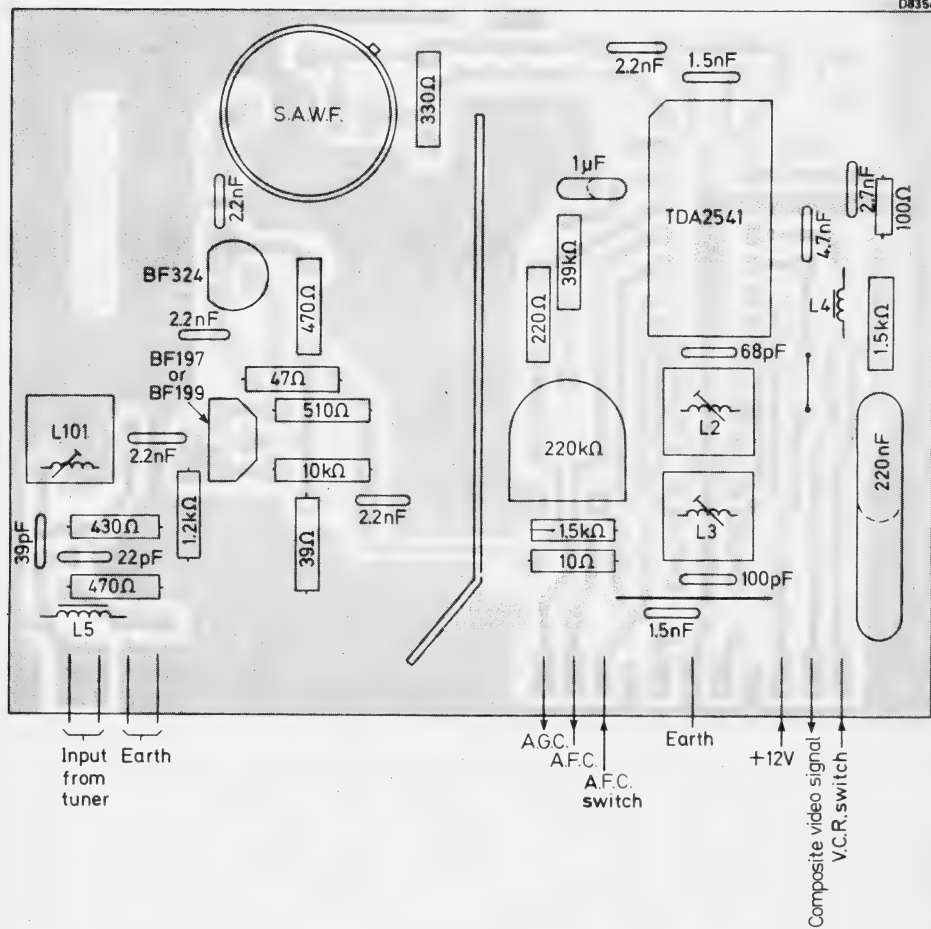 D835
2.2nF
1.5nF
S.A.W.F.
330Ω
1µF
2.7nF
100Ω
TDA2541
2.2nF
4.7nF
39kΩ
BF324
L4
220Ω
470Ω
1.5kΩ
2.2nF
68pF
BF197
or
BF199
47Ω
510Ω
L2
L101
220kΩ
220nF
2.2nF
10kΩ
1.2kΩ
2.2nF
L3
39pF
430Ω
39Ω
1.5kΩ
22pF
10Ω
470Ω
100pF
L5
1.5nF
Input
from
tuner
Earth
A.G.C.
A.F.C.
A.F.C.
switch
Earth
+12V
Composite video signal
V.C.R. switch